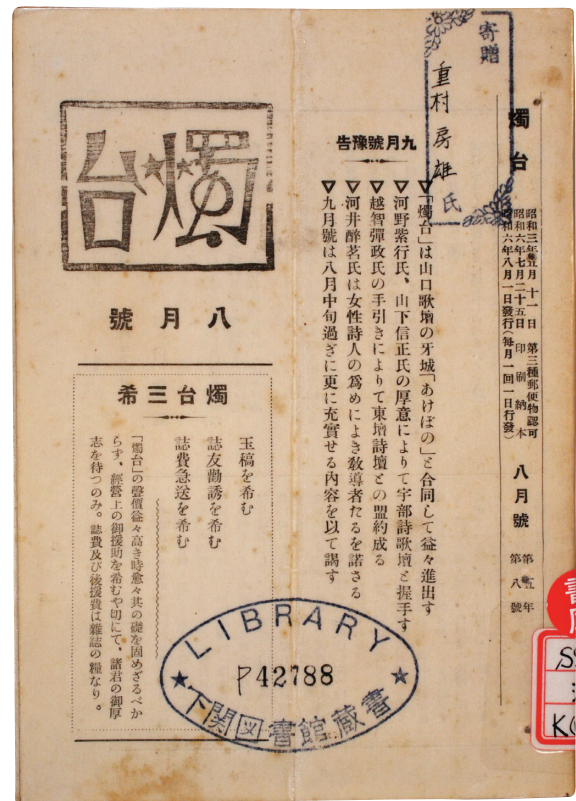 寄贈
重村房雄氏
燭台
昭和三年五月十一日 第三種郵便物認可
昭和六年七月二十五日 印刷納本
昭和六年八月一日發行(毎月一回一日行發)
八月號
第五年
第八號
九月號豫告
▽「燭台」は山口歌壇の牙城「あけぼの」と合同して益々進出す
▽河野紫行氏、山下信正氏の厚意によりて宇部詩歌壇と握手す
▽越智彈政氏の手引きによりて東壇詩壇との盟約成る
▽河井醉茗氏は女性詩人の爲めによき敎導者たるを諾さる
▽九月號は八月中旬過ぎに更に充實せる内容を以て謁す
燭台
八月號
燭台三希
玉稿を希む
誌友勸誘を希む
誌費急送を希む
「燭台」の聲價益々高き時愈々其の礎を固めざるべか
らず、經營上の御援助を希むや切にて、諸君の御厚
志を待つのみ。誌費及び後援費は雜誌の糧なり。
LIBRARY
P42788
下関図書館蔵書